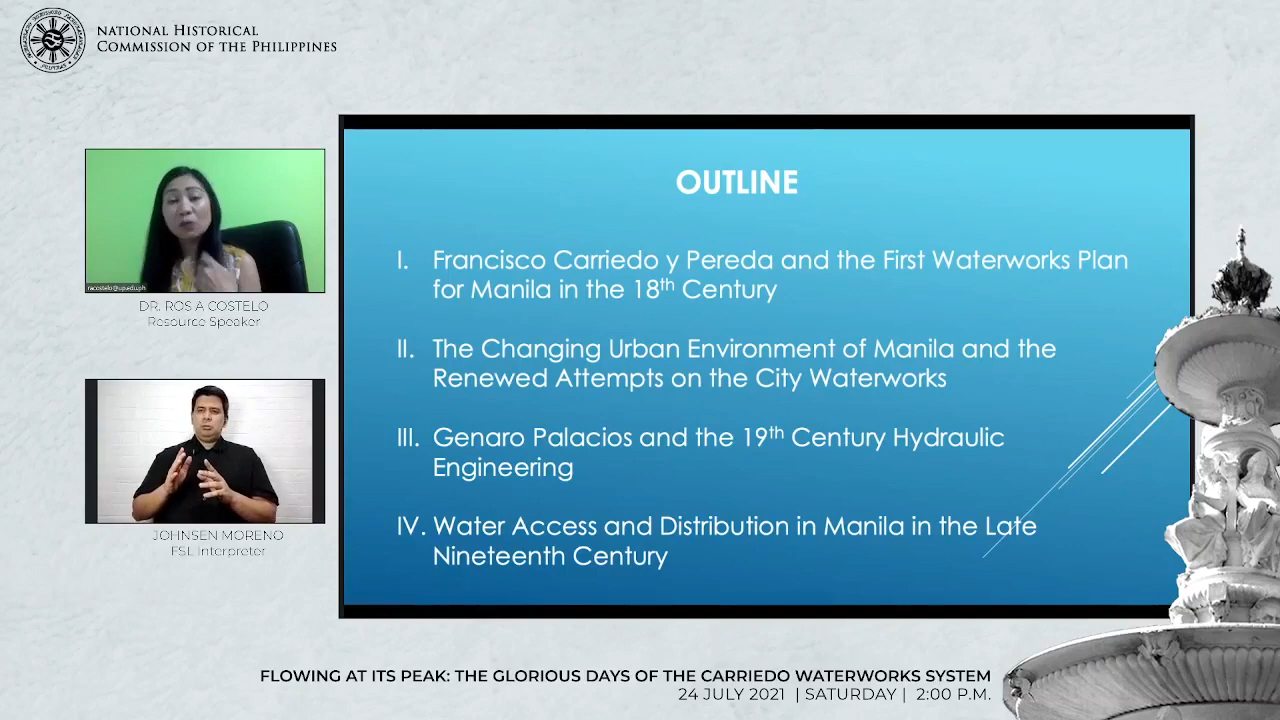 NATIONAL HISTORICAL
COMMISSION OF THE PHILIPPINES
racostelo@up.edu.ph
DR. ROS A COSTELO
Resource Speaker
JOHNSEN MORENO
FSL Interpreter
OUTLINE
I. Francisco Carriedo y Pereda and the First Waterworks Plan
for Manila in the 18th Century
II. The Changing Urban Environment of Manila and the
Renewed Attempts on the City Waterworks
III. Genaro Palacios and the 19th Century Hydraulic
Engineering
IV. Water Access and Distribution in Manila in the Late
Nineteenth Century
FLOWING AT ITS PEAK: THE GLORIOUS DAYS OF THE CARRIEDO WATERWORKS SYSTEM
24 JULY 2021 | SATURDAY | 2:00 P.M.